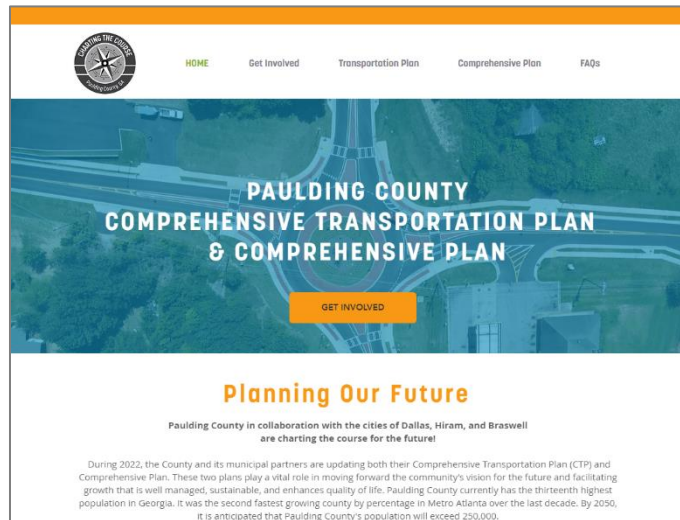 CHARTING THE COURSE
Paulding County, GA
HOME Get Involved Transportation Plan Comprehensive Plan FAQs
PAULDING COUNTY
COMPREHENSIVE TRANSPORTATION PLAN
& COMPREHENSIVE PLAN
GET INVOLVED
Planning Our Future
Paulding County in collaboration with the cities of Dallas, Hiram, and Braswell
are charting the course for the future!
During 2022, the County and its municipal partners are updating both their Comprehensive Transportation Plan (CTP) and
Comprehensive Plan. These two plans play a vital role in moving forward the community's vision for the future and facilitating
growth that is well managed, sustainable, and enhances quality of life. Paulding County currently has the thirteenth highest
population in Georgia. It was the second fastest growing county by percentage in Metro Atlanta over the last decade. By 2050,
it is anticipated that Paulding County's population will exceed 250,000.